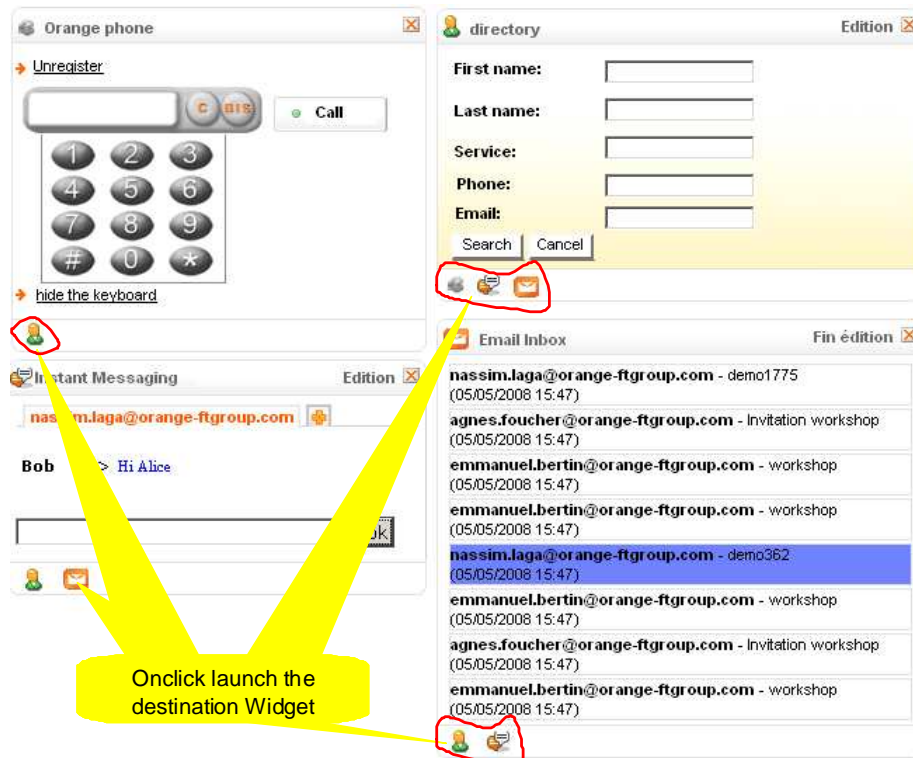 Orange phone
Unregister
C BIS
Call
1 2 3
4 5 6
7 8 9
# 0 *
hide the keyboard
Instant Messaging Edition
nassim.laga@orange-ftgroup.com
Bob > Hi Alice
directory Edition
First name:
Last name:
Service:
Phone:
Email:
Search Cancel
Email Inbox Fin édition
nassim.laga@orange-ftgroup.com - demo1775
(05/05/2008 15:47)
agnes.foucher@orange-ftgroup.com - Invitation workshop
(05/05/2008 15:47)
emmanuel.bertin@orange-ftgroup.com - workshop
(05/05/2008 15:47)
emmanuel.bertin@orange-ftgroup.com - workshop
(05/05/2008 15:47)
nassim.laga@orange-ftgroup.com - demo362
(05/05/2008 15:47)
emmanuel.bertin@orange-ftgroup.com - workshop
(05/05/2008 15:47)
agnes.foucher@orange-ftgroup.com - Invitation workshop
(05/05/2008 15:47)
emmanuel.bertin@orange-ftgroup.com - workshop
(05/05/2008 15:47)
Onclick launch the
destination Widget